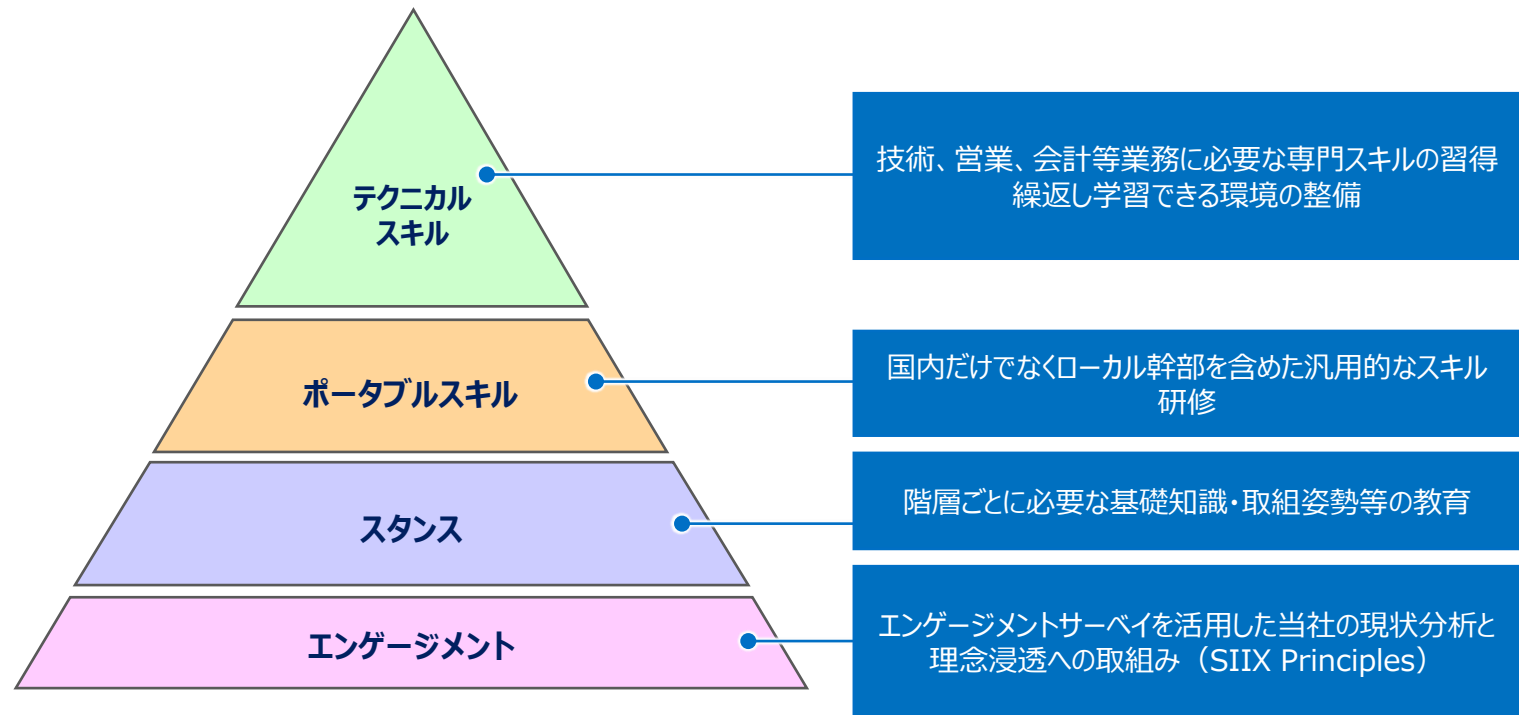 テクニカル
スキル
技術、営業、会計等業務に必要な専門スキルの習得
繰返し学習できる環境の整備
ポータブルスキル
国内だけでなくローカル幹部を含めた汎用的なスキル
研修
スタンス
階層ごとに必要な基礎知識・取組姿勢等の教育
エンゲージメント
エンゲージメントサーベイを活用した当社の現状分析と
理念浸透への取組み（SIIX Principles）